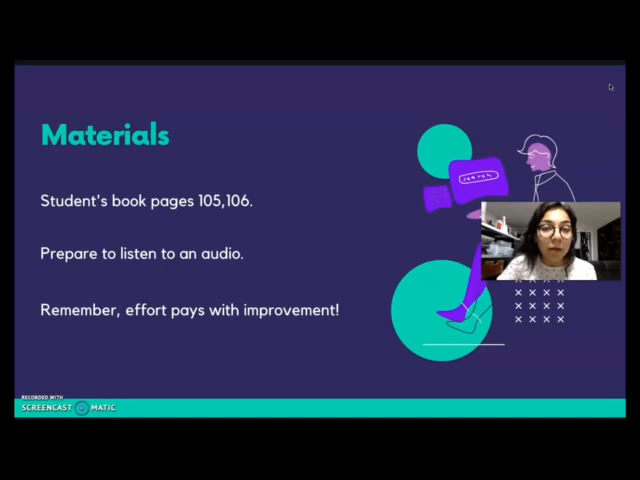 Materials
Student's book pages 105,106.
Prepare to listen to an audio.
Remember, effort pays with improvement!
search
RECORDED WITH
SCREENCAST MATIC